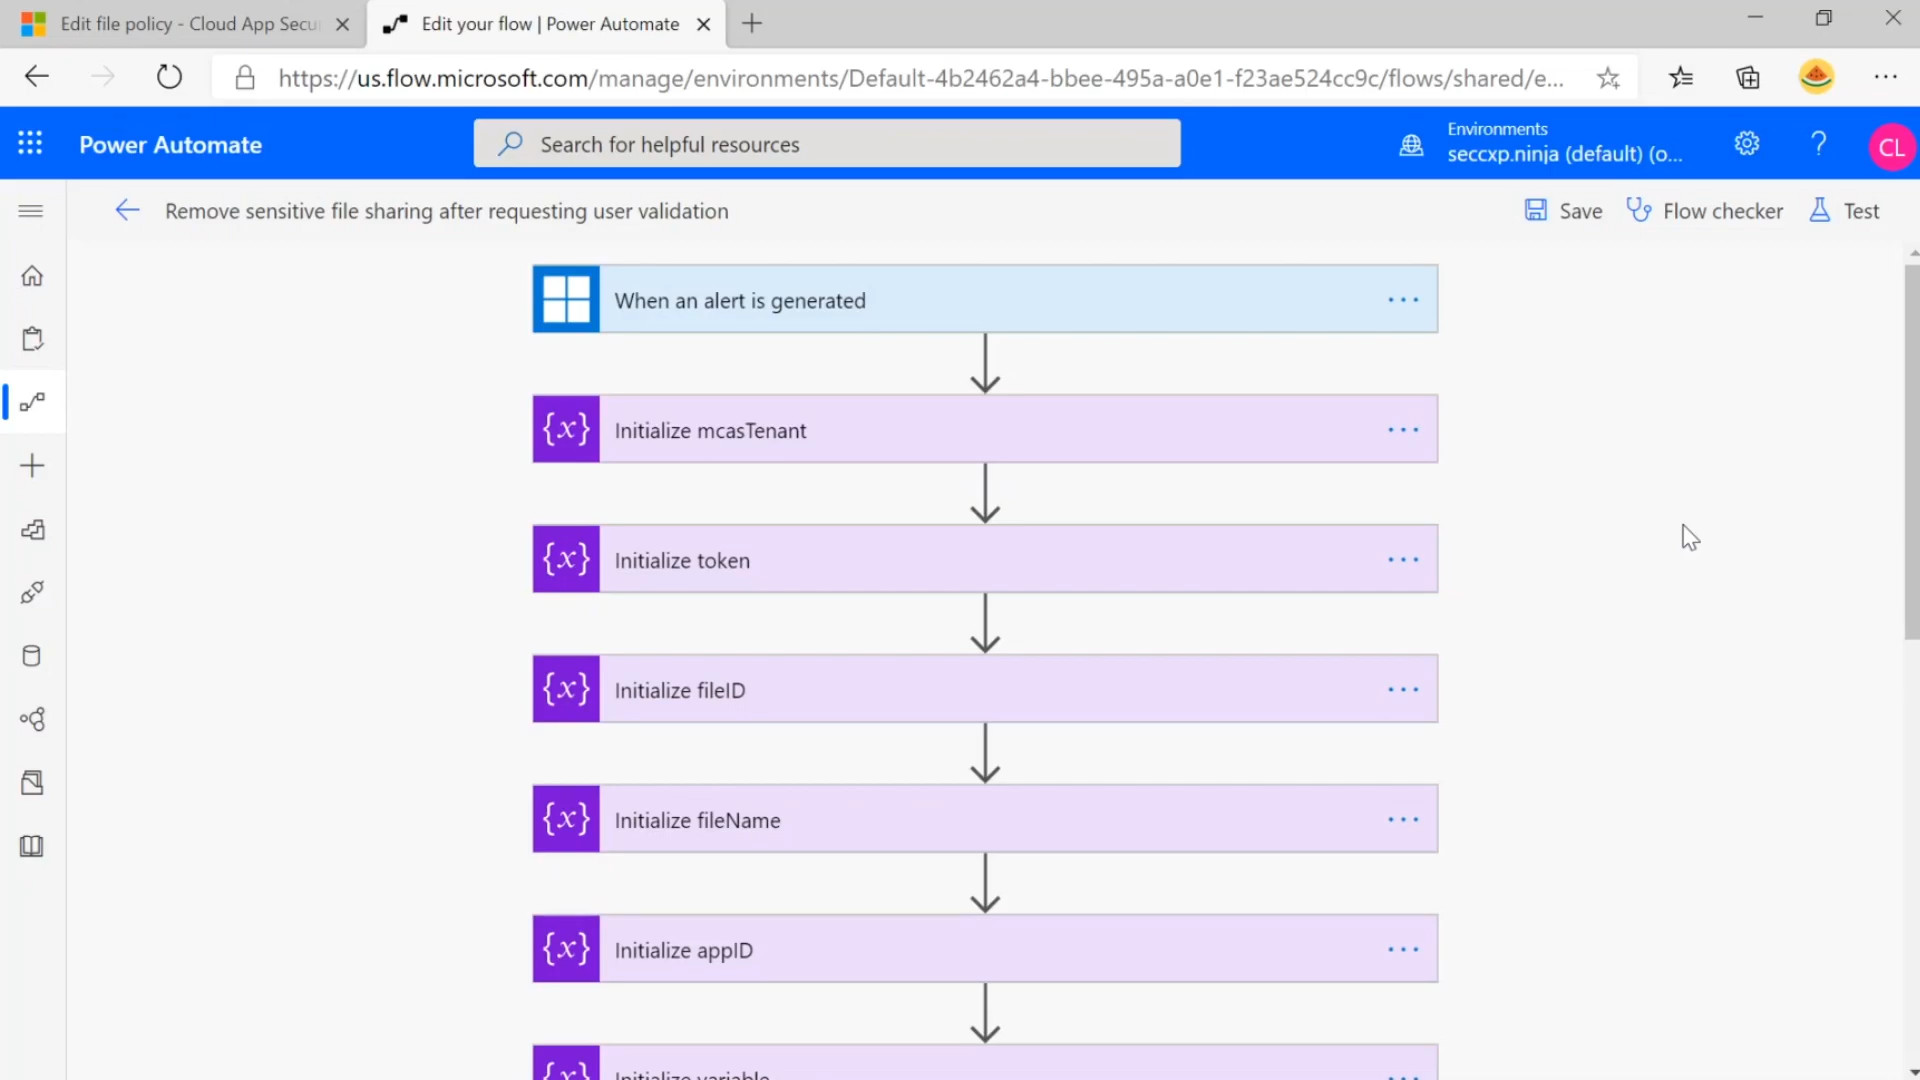 Edit file policy - Cloud App Secu
Edit your flow | Power Automate
https://us.flow.microsoft.com/manage/environments/Default-4b2462a4-bbee-495a-a0e1-f23ae524cc9c/flows/shared/e...
Power Automate
Search for helpful resources
Environments
seccxp.ninja (default) (o...
CL
Remove sensitive file sharing after requesting user validation
Save
Flow checker
Test
When an alert is generated
{x} Initialize mcasTenant
{x} Initialize token
{x} Initialize fileID
{x} Initialize fileName
{x} Initialize appID
{x} Initialize variable